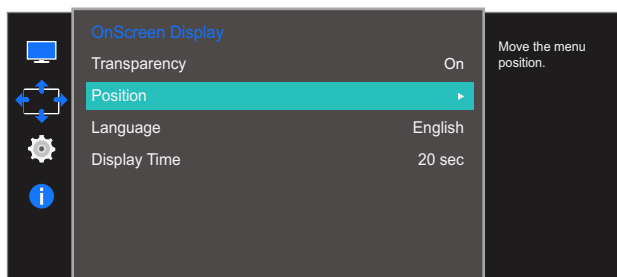 OnScreen Display
Transparency On
Position
Language English
Display Time 20 sec
Move the menu
position.